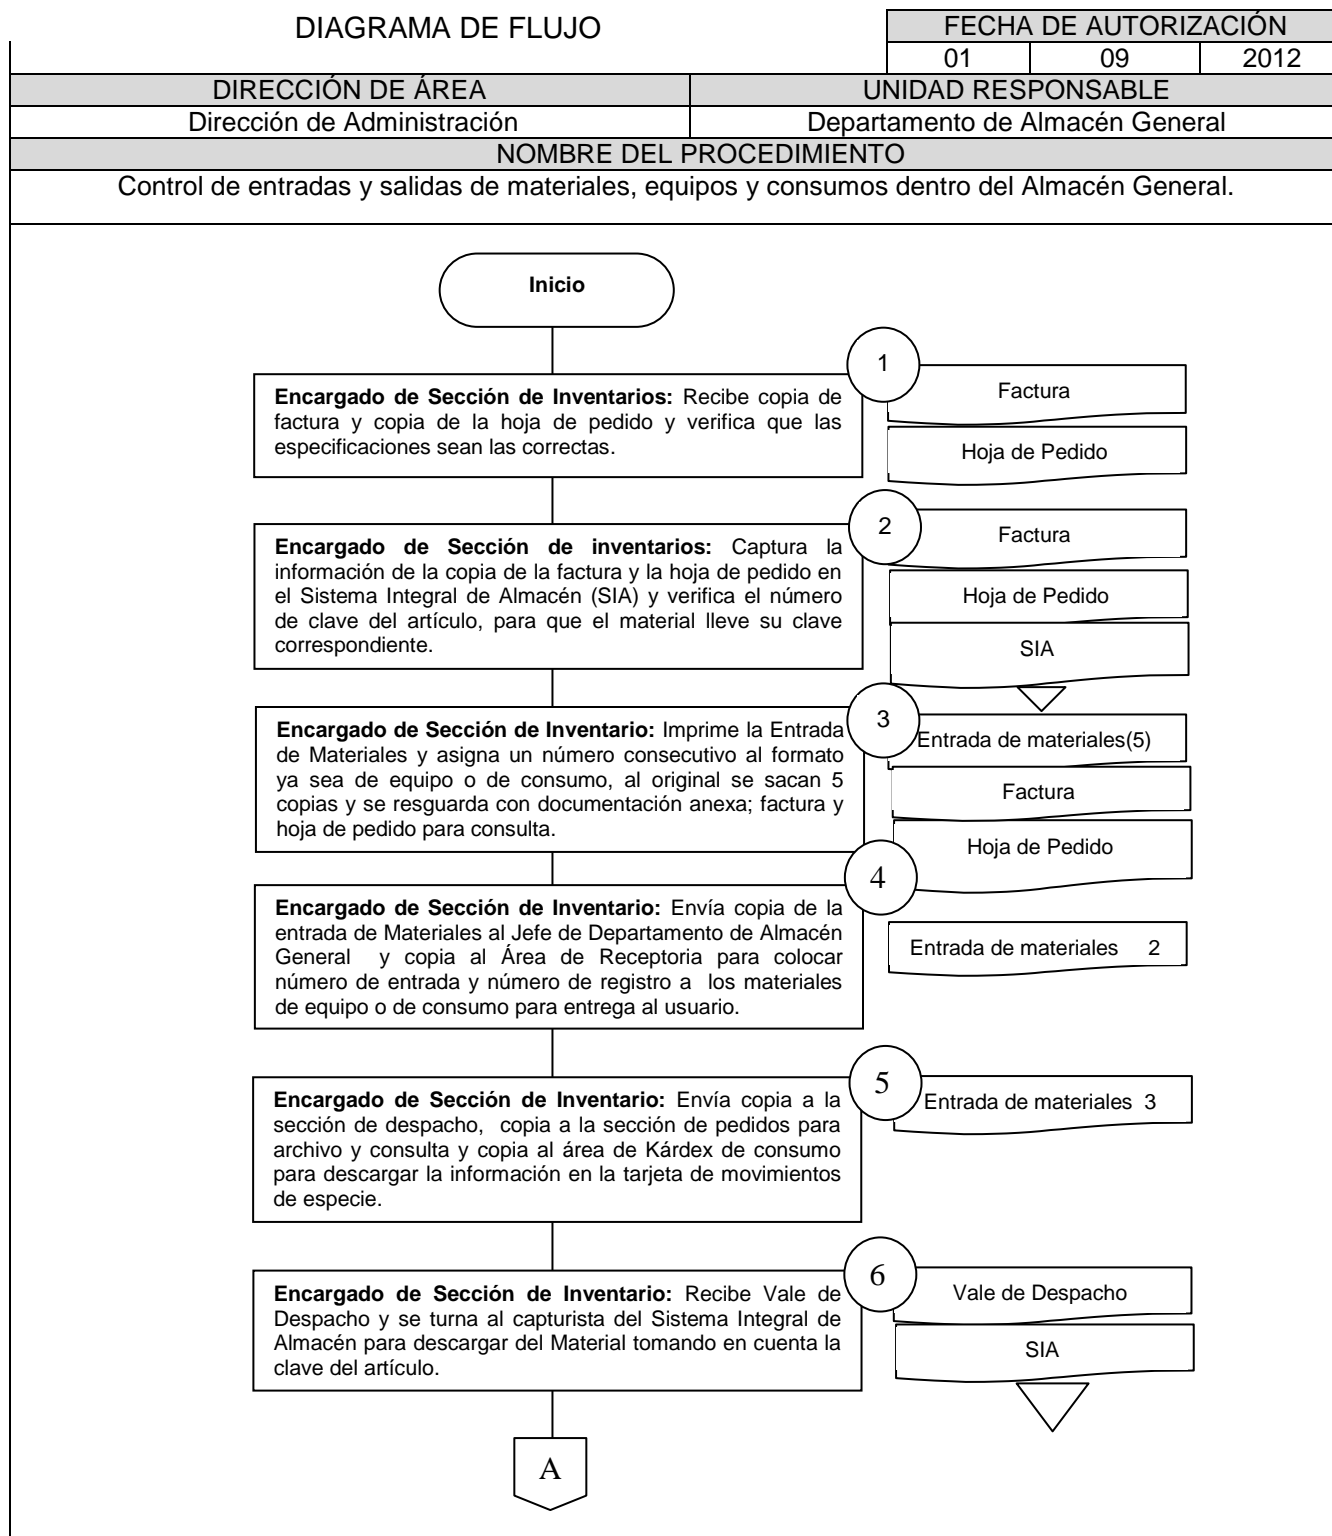 DIAGRAMA DE FLUJO
FECHA DE AUTORIZACIÓN
01 09 2012
DIRECCIÓN DE ÁREA
UNIDAD RESPONSABLE
Dirección de Administración
Departamento de Almacén General
NOMBRE DEL PROCEDIMIENTO
Control de entradas y salidas de materiales, equipos y consumos dentro del Almacén General.
Inicio
Encargado de Sección de Inventarios: Recibe copia de
factura y copia de la hoja de pedido y verifica que las
especificaciones sean las correctas.
1
Factura
Hoja de Pedido
Encargado de Sección de inventarios: Captura la
información de la copia de la factura y la hoja de pedido en
el Sistema Integral de Almacén (SIA) y verifica el número
de clave del artículo, para que el material lleve su clave
correspondiente.
2
Factura
Hoja de Pedido
SIA
Encargado de Sección de Inventario: Imprime la Entrada
de Materiales y asigna un número consecutivo al formato
ya sea de equipo o de consumo, al original se sacan 5
copias y se resguarda con documentación anexa; factura y
hoja de pedido para consulta.
3
Entrada de materiales(5)
Factura
Hoja de Pedido
Encargado de Sección de Inventario: Envía copia de la
entrada de Materiales al Jefe de Departamento de Almacén
General y copia al Área de Receptoria para colocar
número de entrada y número de registro a los materiales
de equipo o de consumo para entrega al usuario.
4
Entrada de materiales 2
Encargado de Sección de Inventario: Envía copia a la
sección de despacho, copia a la sección de pedidos para
archivo y consulta y copia al área de Kárdex de consumo
para descargar la información en la tarjeta de movimientos
de especie.
5
Entrada de materiales 3
Encargado de Sección de Inventario: Recibe Vale de
Despacho y se turna al capturista del Sistema Integral de
Almacén para descargar del Material tomando en cuenta la
clave del artículo.
6
Vale de Despacho
SIA
A